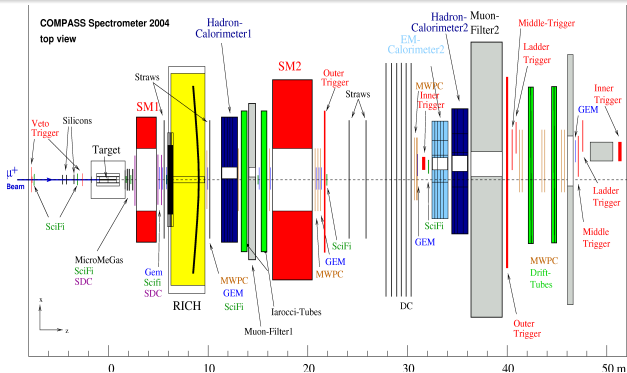 COMPASS Spectrometer 2004
top view
Hadron-
Calorimeter1
Hadron-
Calorimeter2
Muon-
Filter2
Middle-Trigger
Ladder
Trigger
EM-
Calorimeter2
SM2
Outer
Trigger
Straws
Straws
MWPC
Inner
Trigger
GEM
Inner
Trigger
SM1
Veto
Trigger
Silicons
Target
μ+
Beam
SciFi
MicroMeGas
SciFi
SDC
Gem
Scifi
SDC
RICH
MWPC
GEM
SciFi
Iarocci-Tubes
Muon-Filter1
MWPC
SciFi
DC
GEM
SciFi
Outer
Trigger
MWPC
Drift-
Tubes
Middle
Trigger
Ladder
Trigger
x
z
0 10 20 30 40 50 m